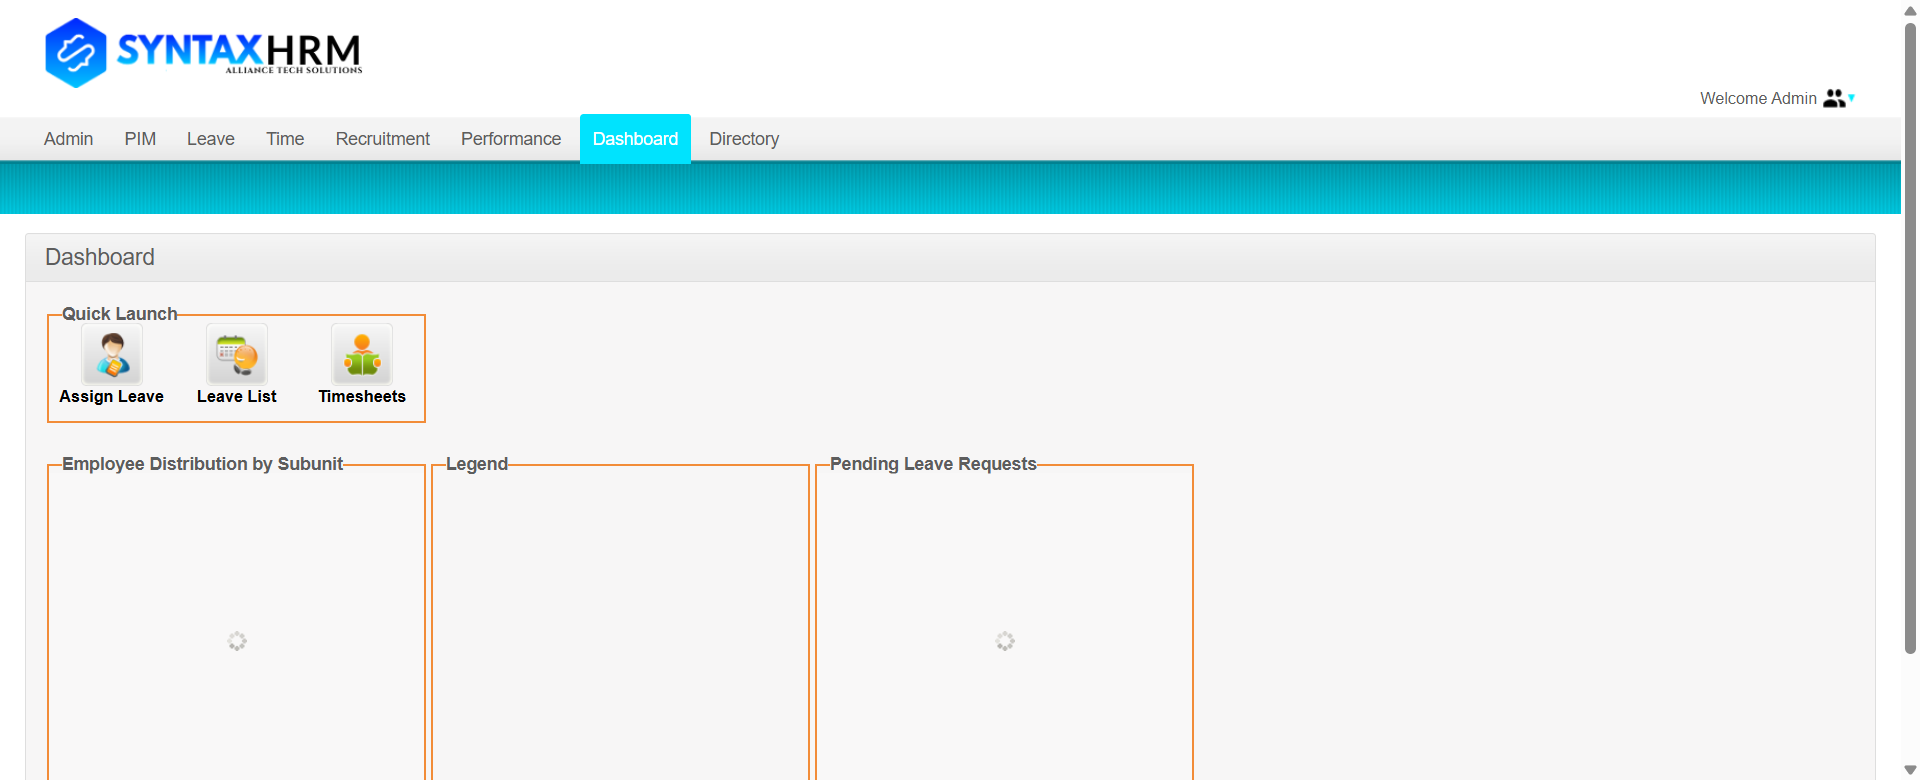 SYNTAXHRM
ALLIANCE TECH SOLUTIONS
Welcome Admin
Admin PIM Leave Time Recruitment Performance Dashboard Directory
Dashboard
Quick Launch
Assign Leave Leave List Timesheets
Employee Distribution by Subunit Legend Pending Leave Requests